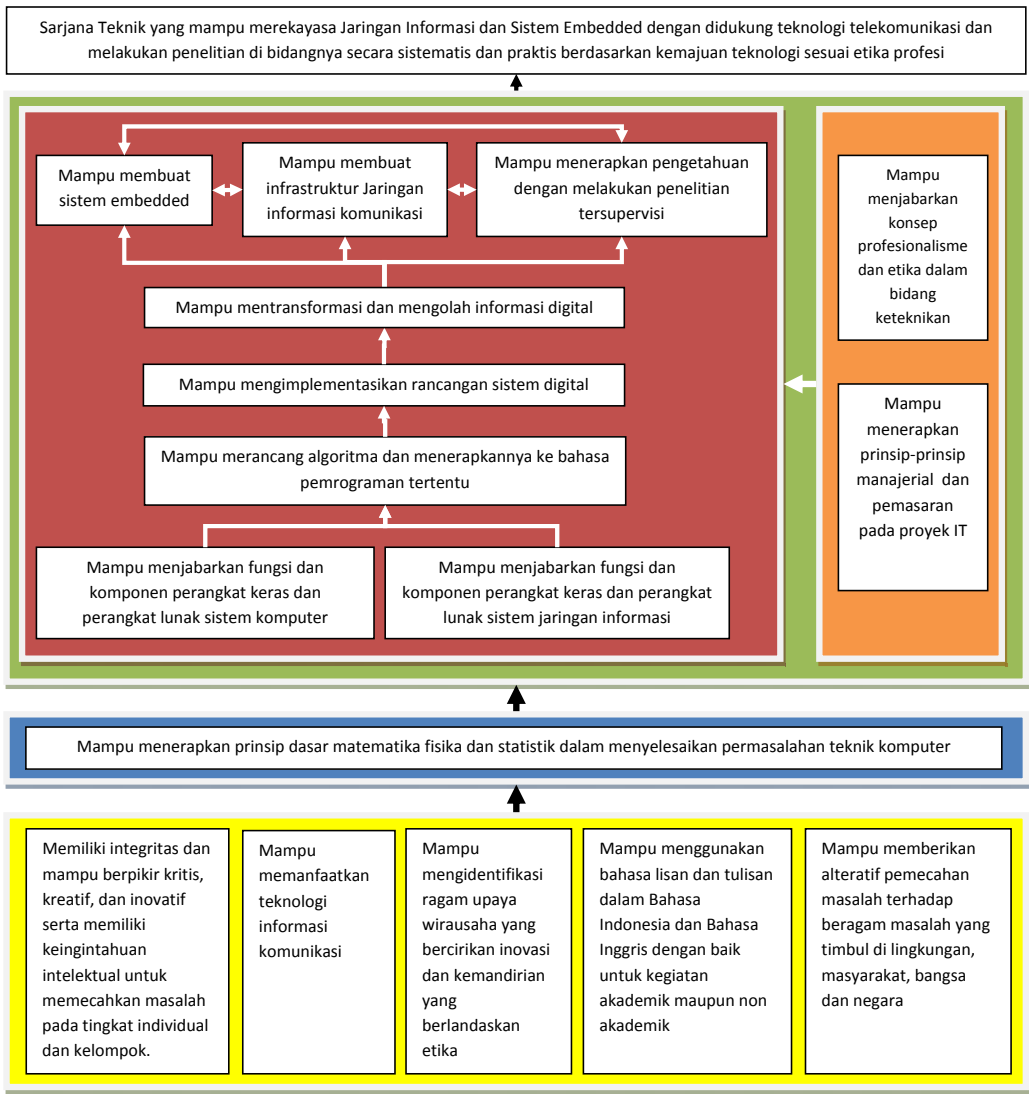 Sarjana Teknik yang mampu merekayasa Jaringan Informasi dan Sistem Embedded dengan didukung teknologi telekomunikasi dan
melakukan penelitian di bidangnya secara sistematis dan praktis berdasarkan kemajuan teknologi sesuai etika profesi
Mampu membuat
sistem embedded
Mampu membuat
infrastruktur Jaringan
informasi komunikasi
Mampu menerapkan pengetahuan
dengan melakukan penelitian
tersupervisi
Mampu mentransformasi dan mengolah informasi digital
Mampu mengimplementasikan rancangan sistem digital
Mampu merancang algoritma dan menerapkannya ke bahasa
pemrograman tertentu
Mampu menjabarkan fungsi dan
komponen perangkat keras dan
perangkat lunak sistem komputer
Mampu menjabarkan fungsi dan
komponen perangkat keras dan perangkat
lunak sistem jaringan informasi
Mampu
menjabarkan
konsep
profesionalisme
dan etika dalam
bidang
keteknikan
Mampu
menerapkan
prinsip-prinsip
manajerial dan
pemasaran
pada proyek IT
Mampu menerapkan prinsip dasar matematika fisika dan statistik dalam menyelesaikan permasalahan teknik komputer
Memiliki integritas dan
mampu berpikir kritis,
kreatif, dan inovatif
serta memiliki
keingintahuan
intelektual untuk
memecahkan masalah
pada tingkat individual
dan kelompok.
Mampu
memanfaatkan
teknologi
informasi
komunikasi
Mampu
mengidentifikasi
ragam upaya
wirausaha yang
bercirikan inovasi
dan kemandirian
yang
berlandaskan
etika
Mampu menggunakan
bahasa lisan dan tulisan
dalam Bahasa
Indonesia dan Bahasa
Inggris dengan baik
untuk kegiatan
akademik maupun non
akademik
Mampu memberikan
alternatif pemecahan
masalah terhadap
beragam masalah yang
timbul di lingkungan,
masyarakat, bangsa
dan negara